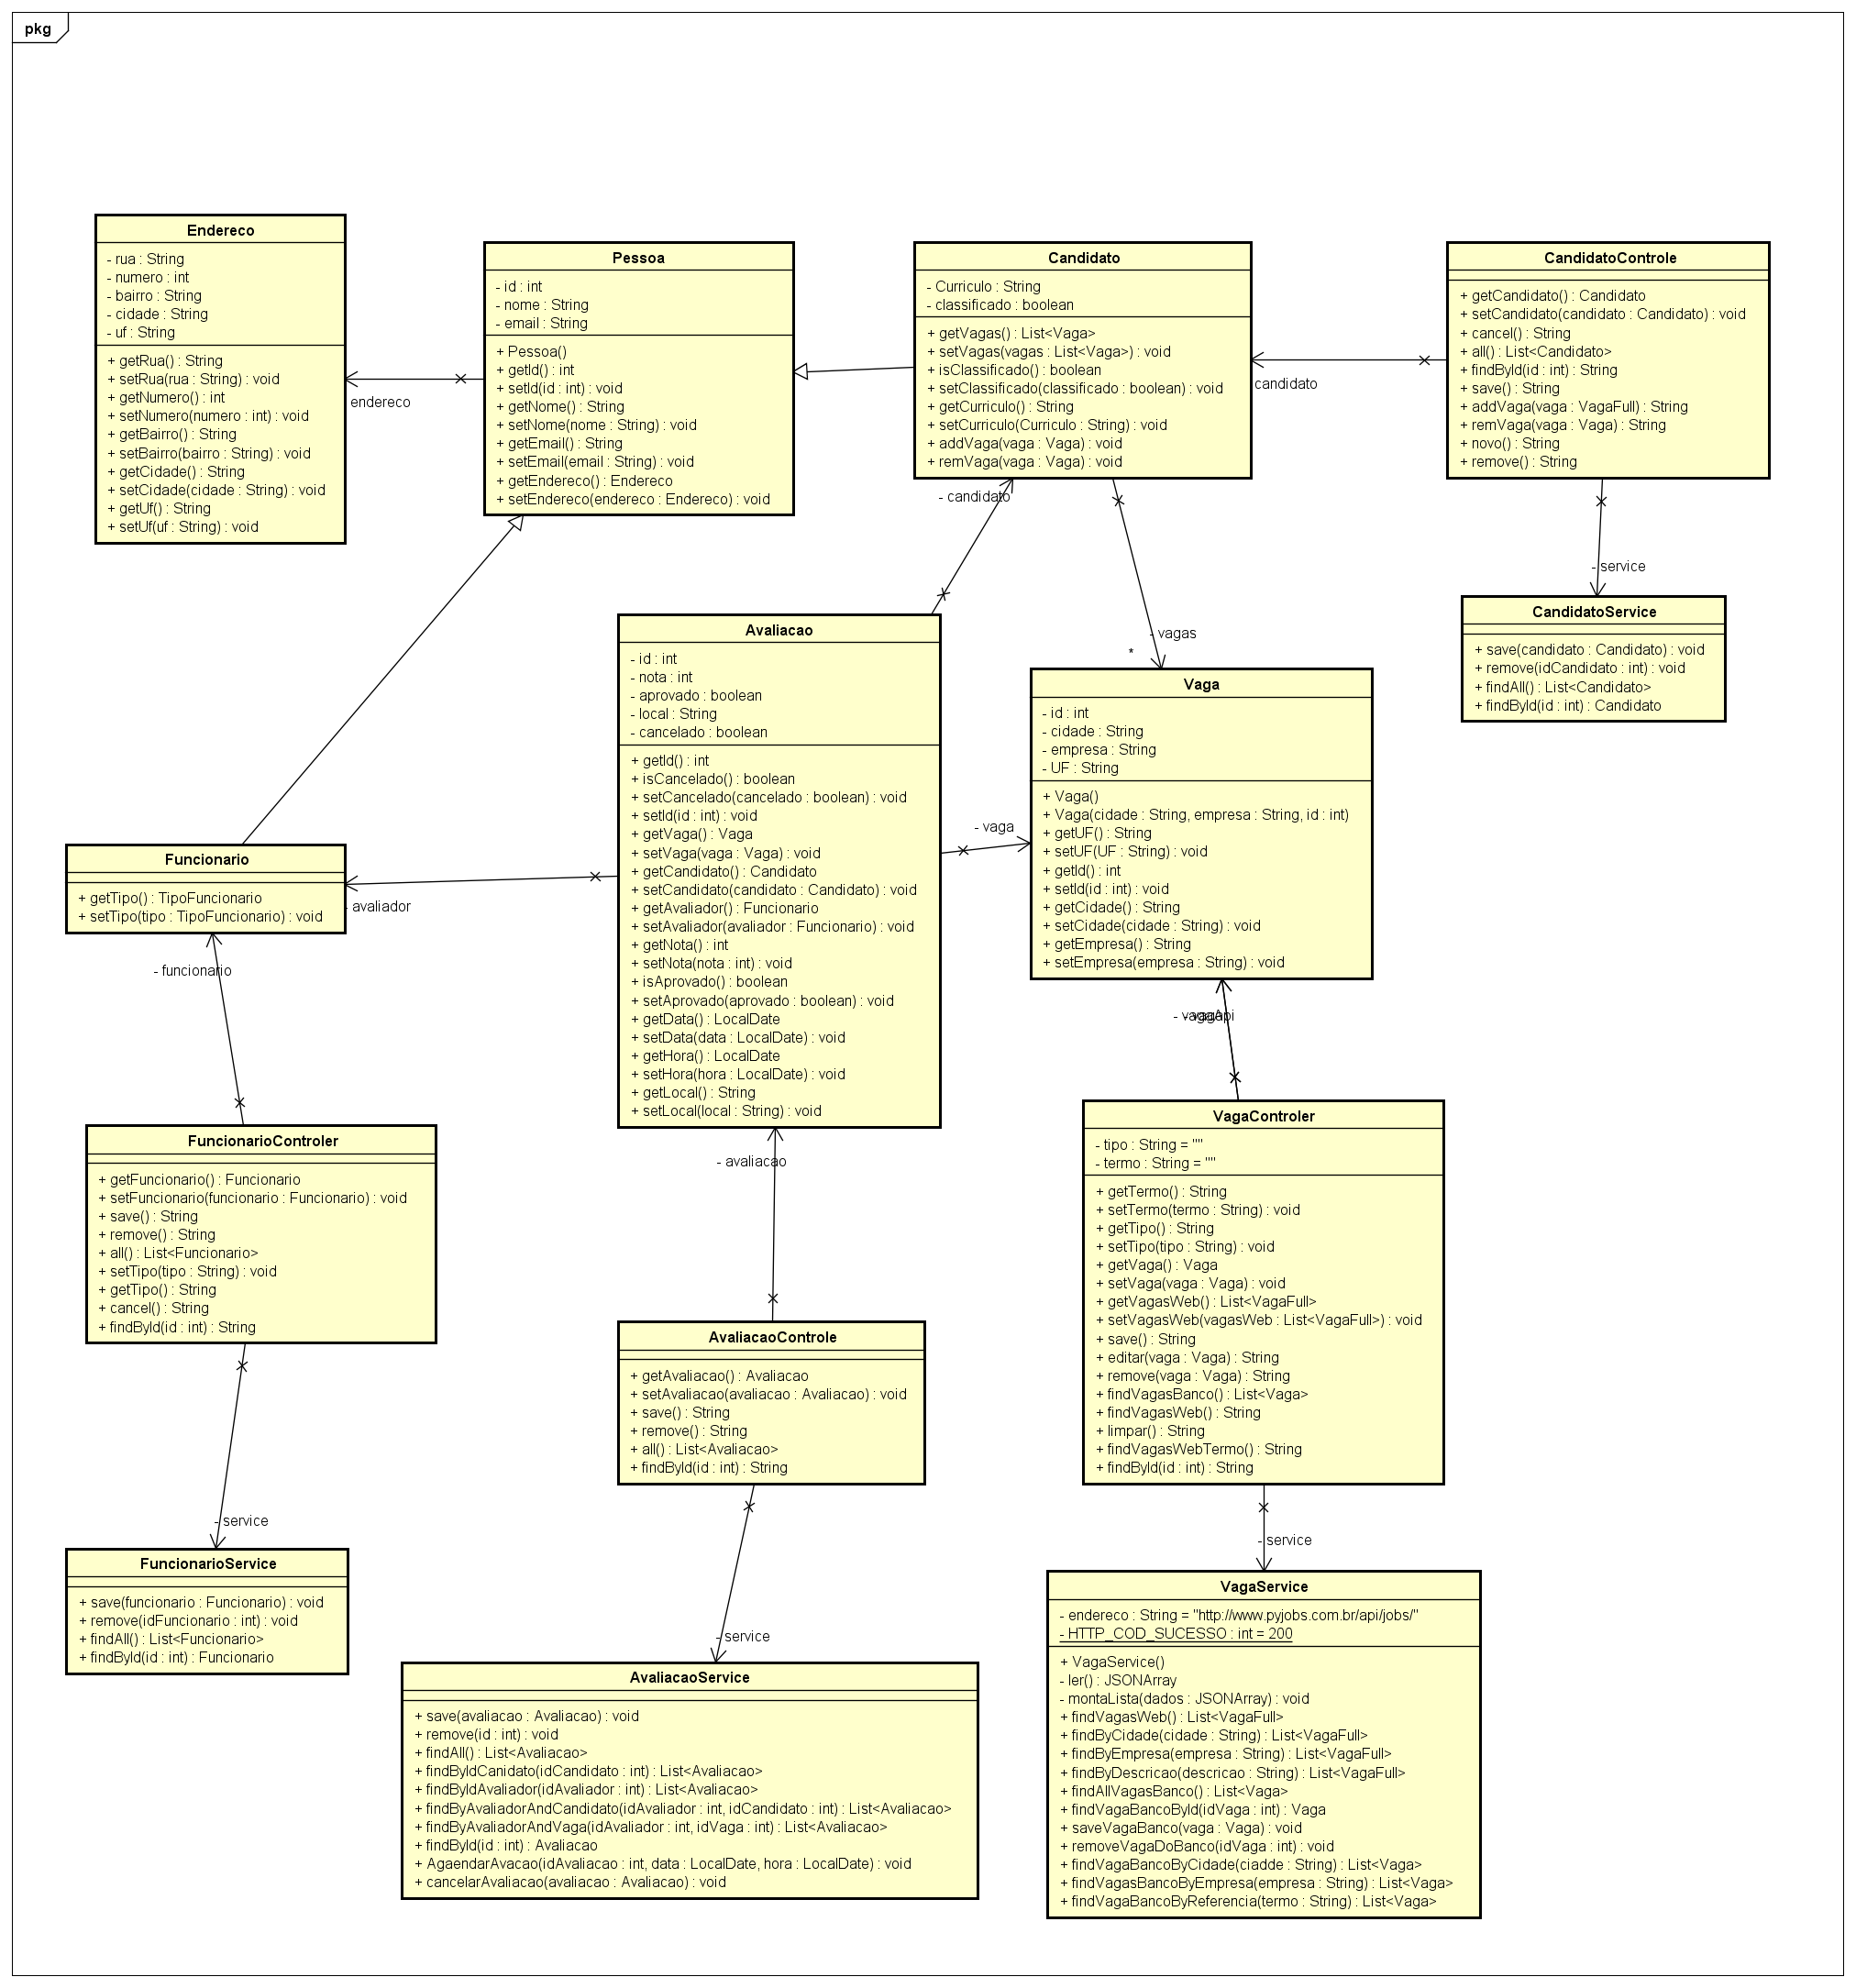 pkg
Endereco
- rua : String
- numero : int
- bairro : String
- cidade : String
- uf : String
+ getRua() : String
+ setRua(rua : String) : void
+ getNumero() : int
+ setNumero(numero : int) : void
+ getBairro() : String
+ setBairro(bairro : String) : void
+ getCidade() : String
+ setCidade(cidade : String) : void
+ getUf() : String
+ setUf(uf : String) : void
endereco
Pessoa
- id : int
- nome : String
- email : String
+ Pessoa()
+ getId() : int
+ setId(id : int) : void
+ getNome() : String
+ setNome(nome : String) : void
+ getEmail() : String
+ setEmail(email : String) : void
+ getEndereco() : Endereco
+ setEndereco(endereco : Endereco) : void
Candidato
- Curriculo : String
- classificado : boolean
+ getVagas() : List<Vaga>
+ setVagas(vagas : List<Vaga>) : void
+ isClassificado() : boolean
+ setClassificado(classificado : boolean) : void
+ getCurriculo() : String
+ setCurriculo(Curriculo : String) : void
+ addVaga(vaga : Vaga) : void
+ remVaga(vaga : Vaga) : void
candidato
CandidatoControle
+ getCandidato() : Candidato
+ setCandidato(candidato : Candidato) : void
+ cancel() : String
+ all() : List<Candidato>
+ findById(id : int) : String
+ save() : String
+ addVaga(vaga : VagaFull) : String
+ remVaga(vaga : Vaga) : String
+ novo() : String
+ remove() : String
- candidato
- service
CandidatoService
+ save(candidato : Candidato) : void
+ remove(idCandidato : int) : void
+ findAll() : List<Candidato>
+ findById(id : int) : Candidato
- vagas
*
Avaliacao
- id : int
- nota : int
- aprovado : boolean
- local : String
- cancelado : boolean
+ getId() : int
+ isCancelado() : boolean
+ setCancelado(cancelado : boolean) : void
+ setId(id : int) : void
+ getVaga() : Vaga
+ setVaga(vaga : Vaga) : void
+ getCandidato() : Candidato
+ setCandidato(candidato : Candidato) : void
+ getAvaliador() : Funcionario
+ setAvaliador(avaliador : Funcionario) : void
+ getNota() : int
+ setNota(nota : int) : void
+ isAprovado() : boolean
+ setAprovado(aprovado : boolean) : void
+ getData() : LocalDate
+ setData(data : LocalDate) : void
+ getHora() : LocalDate
+ setHora(hora : LocalDate) : void
+ getLocal() : String
+ setLocal(local : String) : void
- vaga
Vaga
- id : int
- cidade : String
- empresa : String
- UF : String
+ Vaga()
+ Vaga(cidade : String, empresa : String, id : int)
+ getUF() : String
+ setUF(UF : String) : void
+ getId() : int
+ setId(id : int) : void
+ getCidade() : String
+ setCidade(cidade : String) : void
+ getEmpresa() : String
+ setEmpresa(empresa : String) : void
Funcionario
+ getTipo() : TipoFuncionario
+ setTipo(tipo : TipoFuncionario) : void
- avaliador
- funcionario
FuncionarioControler
+ getFuncionario() : Funcionario
+ setFuncionario(funcionario : Funcionario) : void
+ save() : String
+ remove() : String
+ all() : List<Funcionario>
+ setTipo(tipo : String) : void
+ getTipo() : String
+ cancel() : String
+ findById(id : int) : String
- service
FuncionarioService
+ save(funcionario : Funcionario) : void
+ remove(idFuncionario : int) : void
+ findAll() : List<Funcionario>
+ findById(id : int) : Funcionario
- avaliacao
AvaliacaoControle
+ getAvaliacao() : Avaliacao
+ setAvaliacao(avaliacao : Avaliacao) : void
+ save() : String
+ remove() : String
+ all() : List<Avaliacao>
+ findById(id : int) : String
- service
AvaliacaoService
+ save(avaliacao : Avaliacao) : void
+ remove(id : int) : void
+ findAll() : List<Avaliacao>
+ findByIdCanidato(idCandidato : int) : List<Avaliacao>
+ findByIdAvaliador(idAvaliador : int) : List<Avaliacao>
+ findByAvaliadorAndCandidato(idAvaliador : int, idCandidato : int) : List<Avaliacao>
+ findByAvaliadorAndVaga(idAvaliador : int, idVaga : int) : List<Avaliacao>
+ findById(id : int) : Avaliacao
+ AgaendarAvacao(idAvaliacao : int, data : LocalDate, hora : LocalDate) : void
+ cancelarAvaliacao(avaliacao : Avaliacao) : void
VagaControler
- tipo : String = ""
- termo : String = ""
+ getTermo() : String
+ setTermo(termo : String) : void
+ getTipo() : String
+ setTipo(tipo : String) : void
+ getVaga() : Vaga
+ setVaga(vaga : Vaga) : void
+ getVagasWeb() : List<VagaFull>
+ setVagasWeb(vagasWeb : List<VagaFull>) : void
+ save() : String
+ editar(vaga : Vaga) : String
+ remove(vaga : Vaga) : String
+ findVagasBanco() : List<Vaga>
+ findVagasWeb() : String
+ limpar() : String
+ findVagasWebTermo() : String
+ findById(id : int) : String
- service
VagaService
- endereco : String = "http://www.pyjobs.com.br/api/jobs/"
- HTTP_COD_SUCESSO : int = 200
+ VagaService()
- ler() : JSONArray
- montaLista(dados : JSONArray) : void
+ findVagasWeb() : List<VagaFull>
+ findByCidade(cidade : String) : List<VagaFull>
+ findByEmpresa(empresa : String) : List<VagaFull>
+ findByDescricao(descricao : String) : List<VagaFull>
+ findAllVagasBanco() : List<Vaga>
+ findVagaBancoById(idVaga : int) : Vaga
+ saveVagaBanco(vaga : Vaga) : void
+ removeVagaDoBanco(idVaga : int) : void
+ findVagaBancoByCidade(ciadde : String) : List<Vaga>
+ findVagasBancoByEmpresa(empresa : String) : List<Vaga>
+ findVagaBancoByReferencia(termo : String) : List<Vaga>